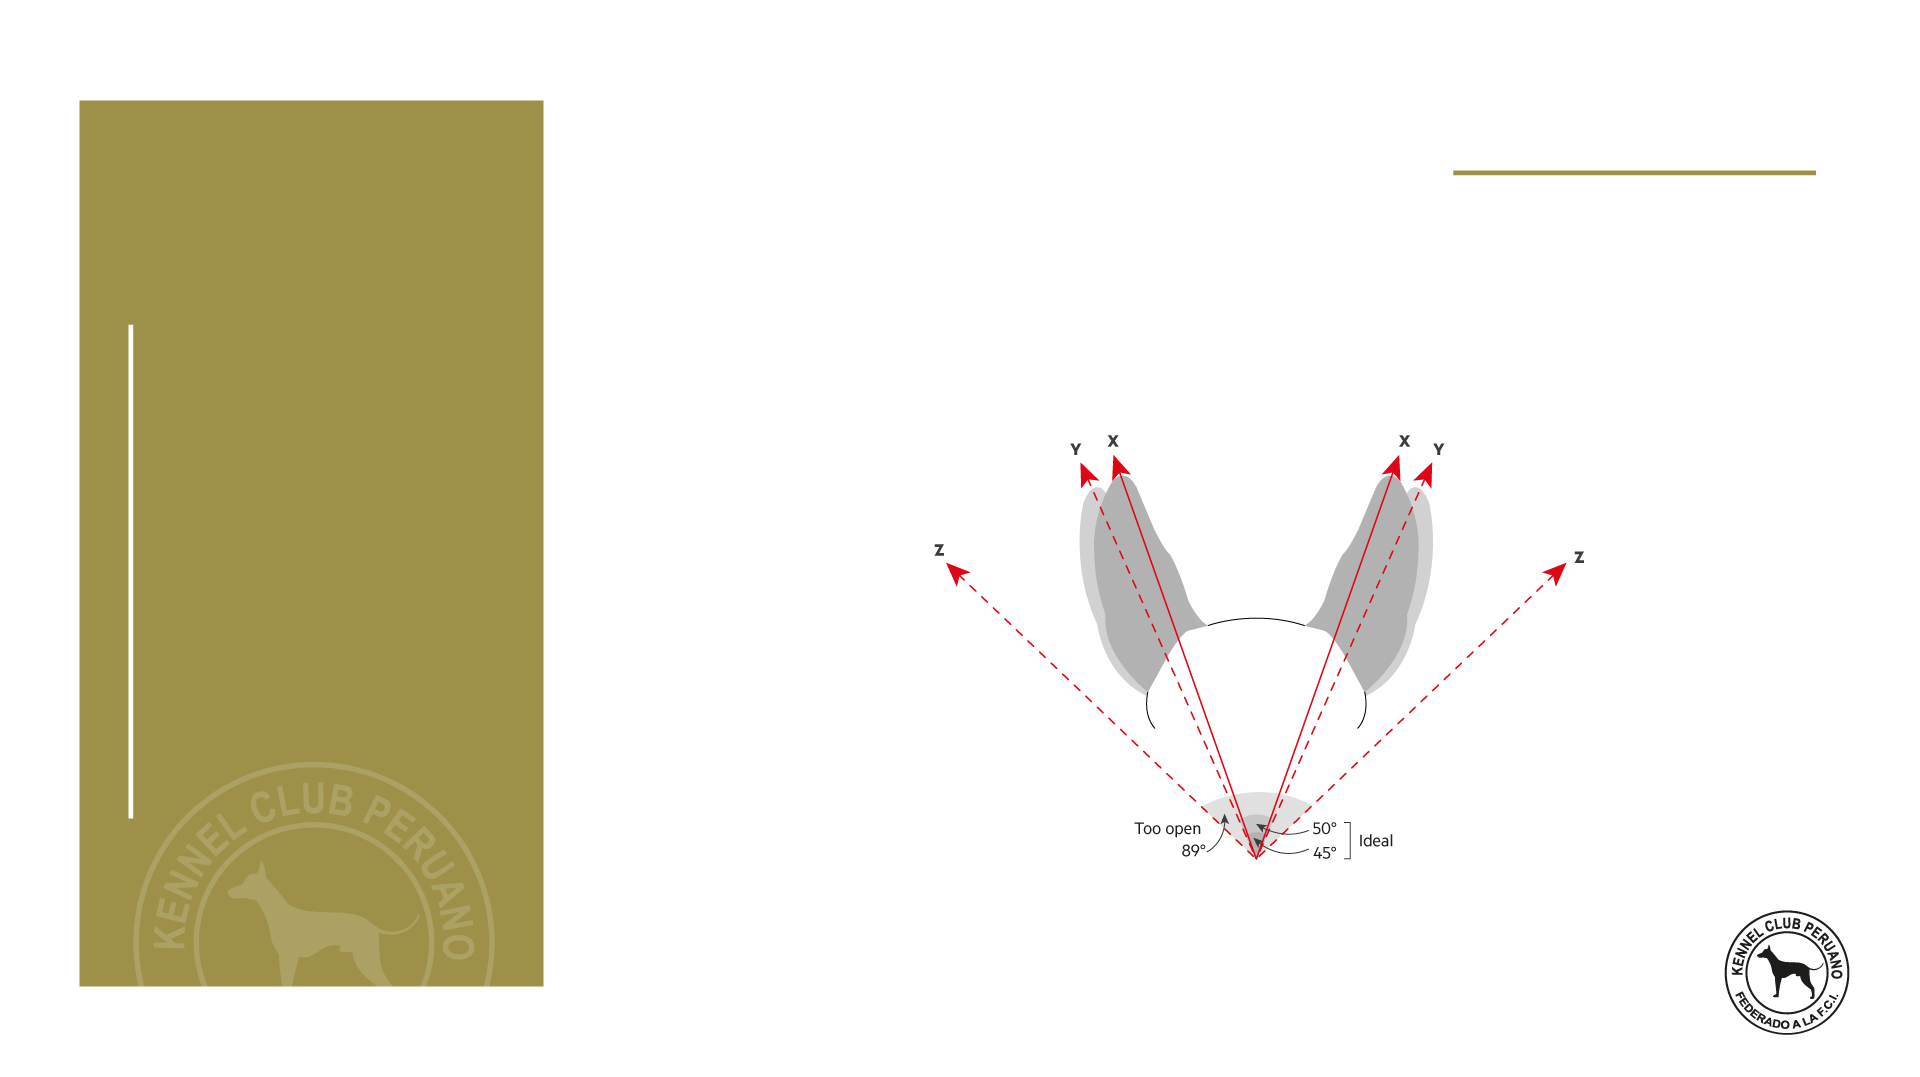 Y X X Y
Z Z
Too open
89°
50°
45°
Ideal
KENNEL CLUB PERUANO
KENNEL CLUB PERUANO
FEDERADO A LA F.C.I.